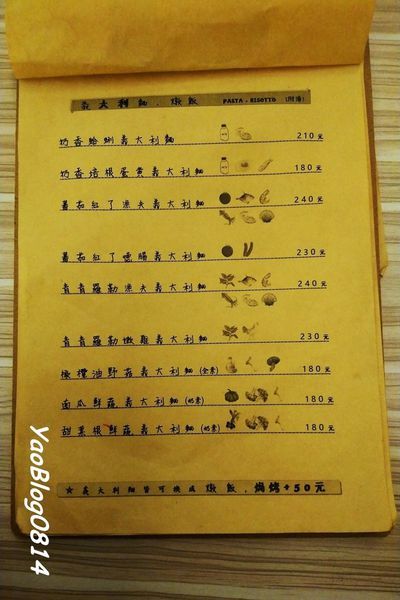 義大利麵．燉飯 PASTA．RISOTTO (附湯)
奶香蛤蜊義大利麵 210元
奶香培根蛋黃義大利麵 180元
蕃茄紅了漁夫義大利麵 240元
蕃茄紅了德腸義大利麵 230元
青青羅勒漁夫義大利麵 240元
青青羅勒嫩雞義大利麵 230元
橄欖油野菇義大利麵(全素) 180元
南瓜鮮蔬義大利麵(奶素) 180元
甜菜根鮮蔬義大利麵(奶素) 180元
☆義大利麵皆可換成燉飯．焗烤+50元
YaoBlog0814